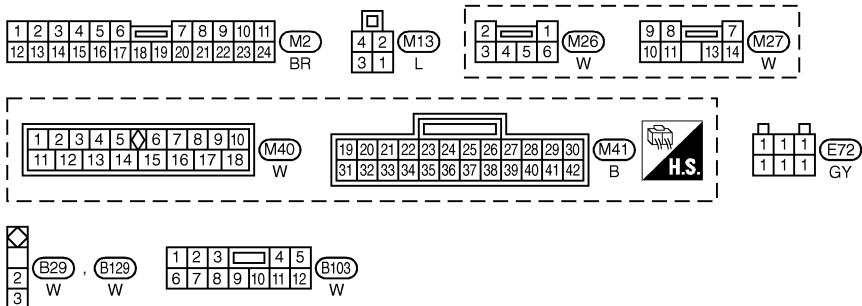 1 2 3 4 5 6 7 8 9 10 11
12 13 14 15 16 17 18 19 20 21 22 23 24
M2
BR
4 2
3 1
M13
L
2 1
3 4 5 6
M26
W
9 8 7
10 11 13 14
M27
W
1 2 3 4 5 6 7 8 9 10
11 12 13 14 15 16 17 18
M40
W
19 20 21 22 23 24 25 26 27 28 29 30
31 32 33 34 35 36 37 38 39 40 41 42
M41
B
H.S.
1 1 1
1 1 1
E72
GY
2
3
B29 , B129
W W
1 2 3 4 5
6 7 8 9 10 11 12
B103
W